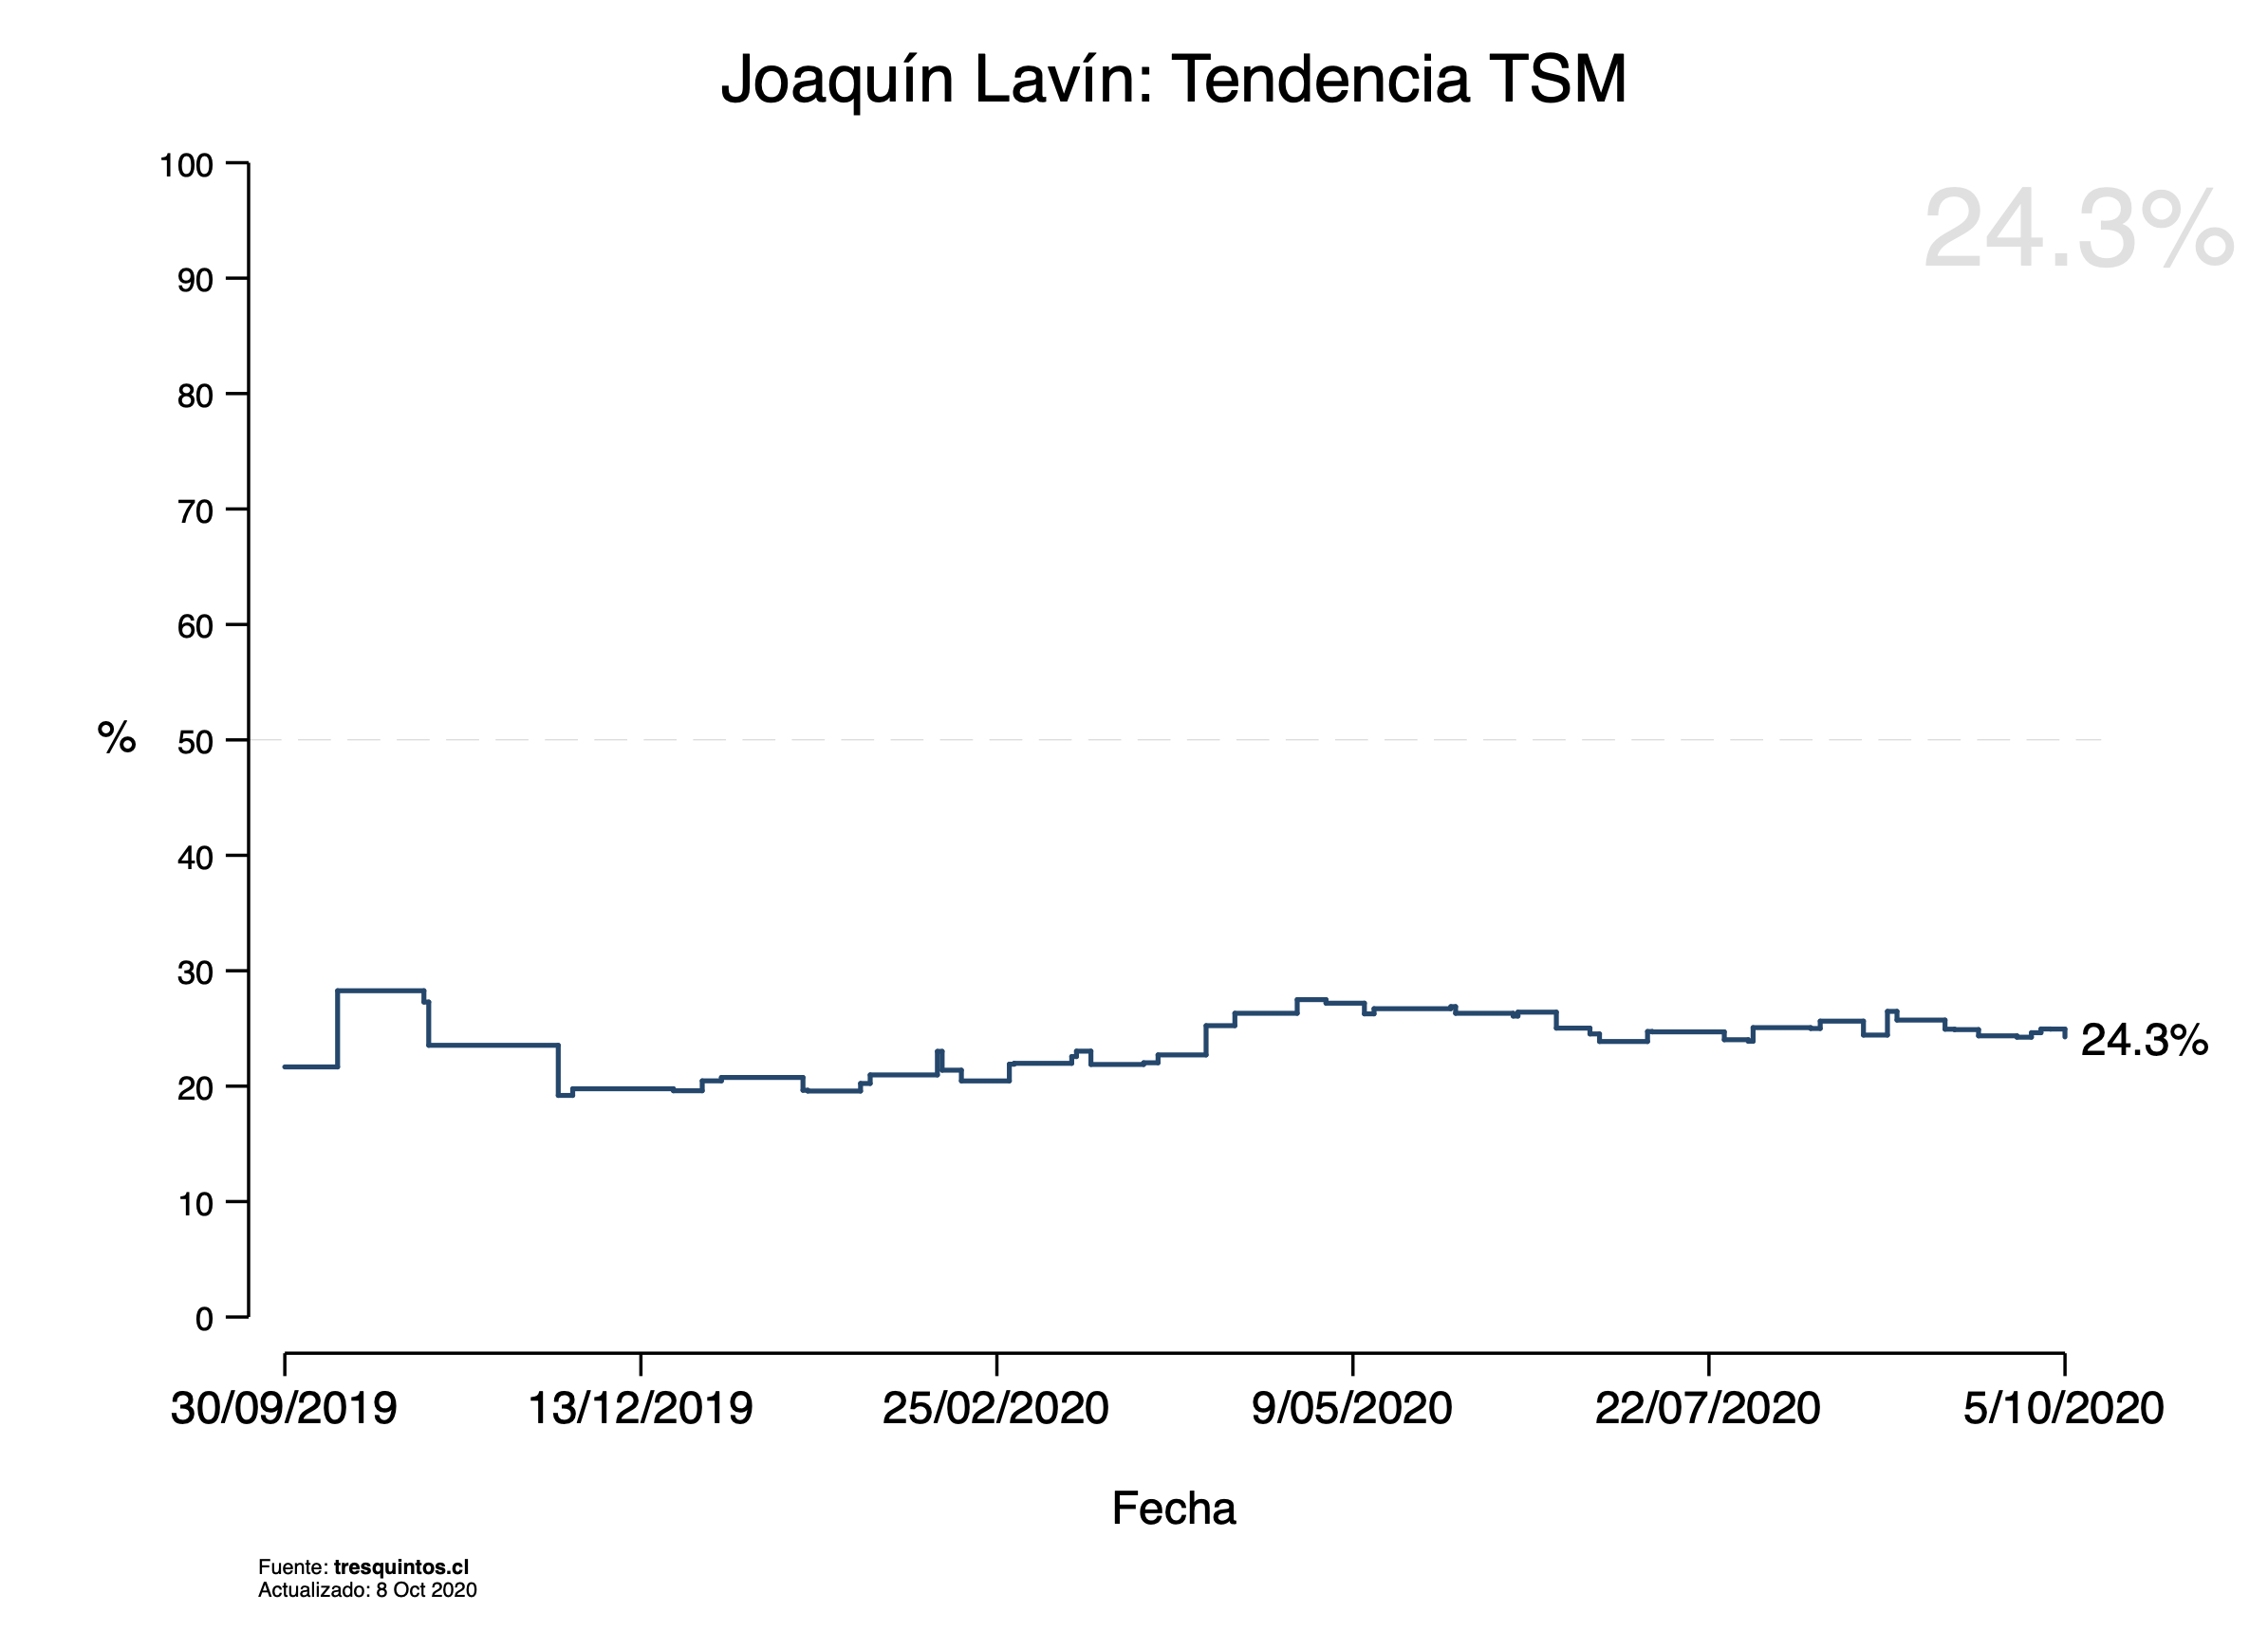 Joaquín Lavín: Tendencia TSM
24.3%
100
90
80
70
60
% 50
40
30
24.3%
20
10
0
30/09/2019 13/12/2019 25/02/2020 9/05/2020 22/07/2020 5/10/2020
Fecha
Fuente: tresquintos.cl
Actualizado: 8 Oct 2020